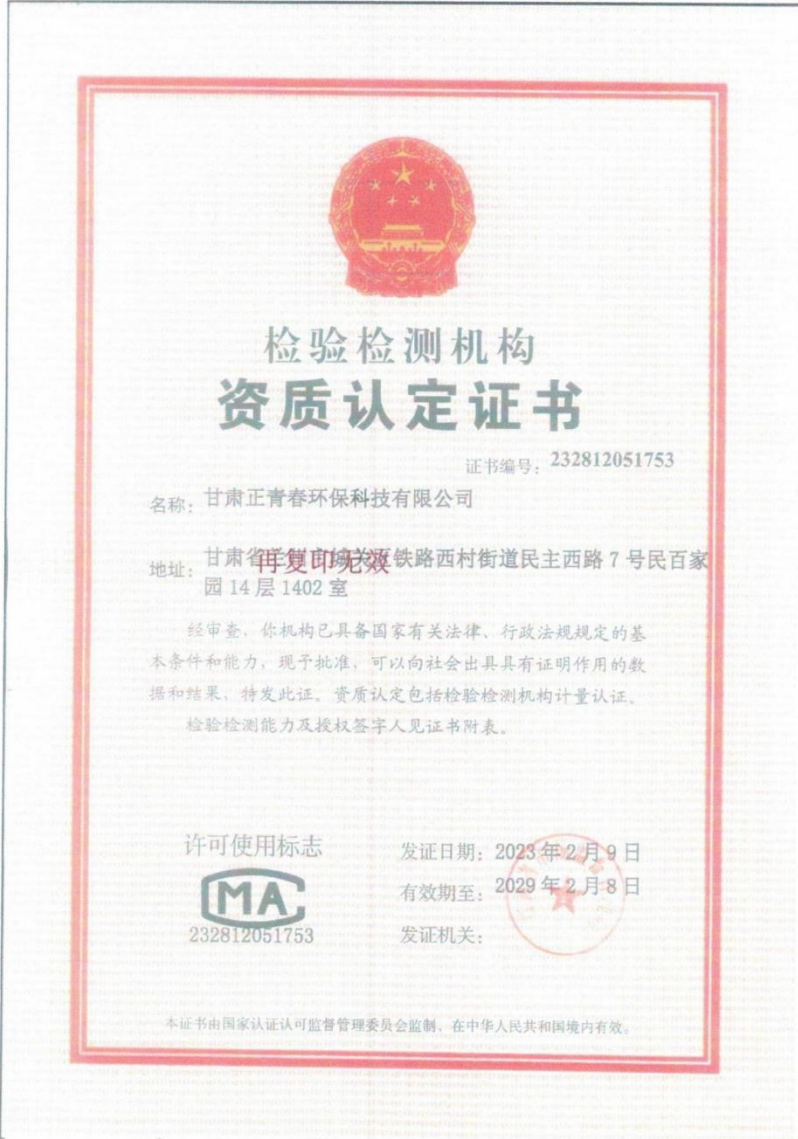 检验检测机构
资质认定证书
证书编号：232812051753
名称：甘肃正青春环保科技有限公司
地址：甘肃省 铁路西村街道民主西路7号民百家
园14层1402室
再复印无效
经审查，你机构已具备国家有关法律、行政法规规定的基
本条件和能力，现予批准，可以向社会出具具有证明作用的数
据和结果，特发此证。资质认定包括检验检测机构计量认证。
检验检测能力及授权签字人见证书附表。
许可使用标志
MA
232812051753
发证日期：2023年2月9日
有效期至：2029年2月8日
发证机关：
本证书由国家认证认可监督管理委员会监制，在中华人民共和国境内有效。